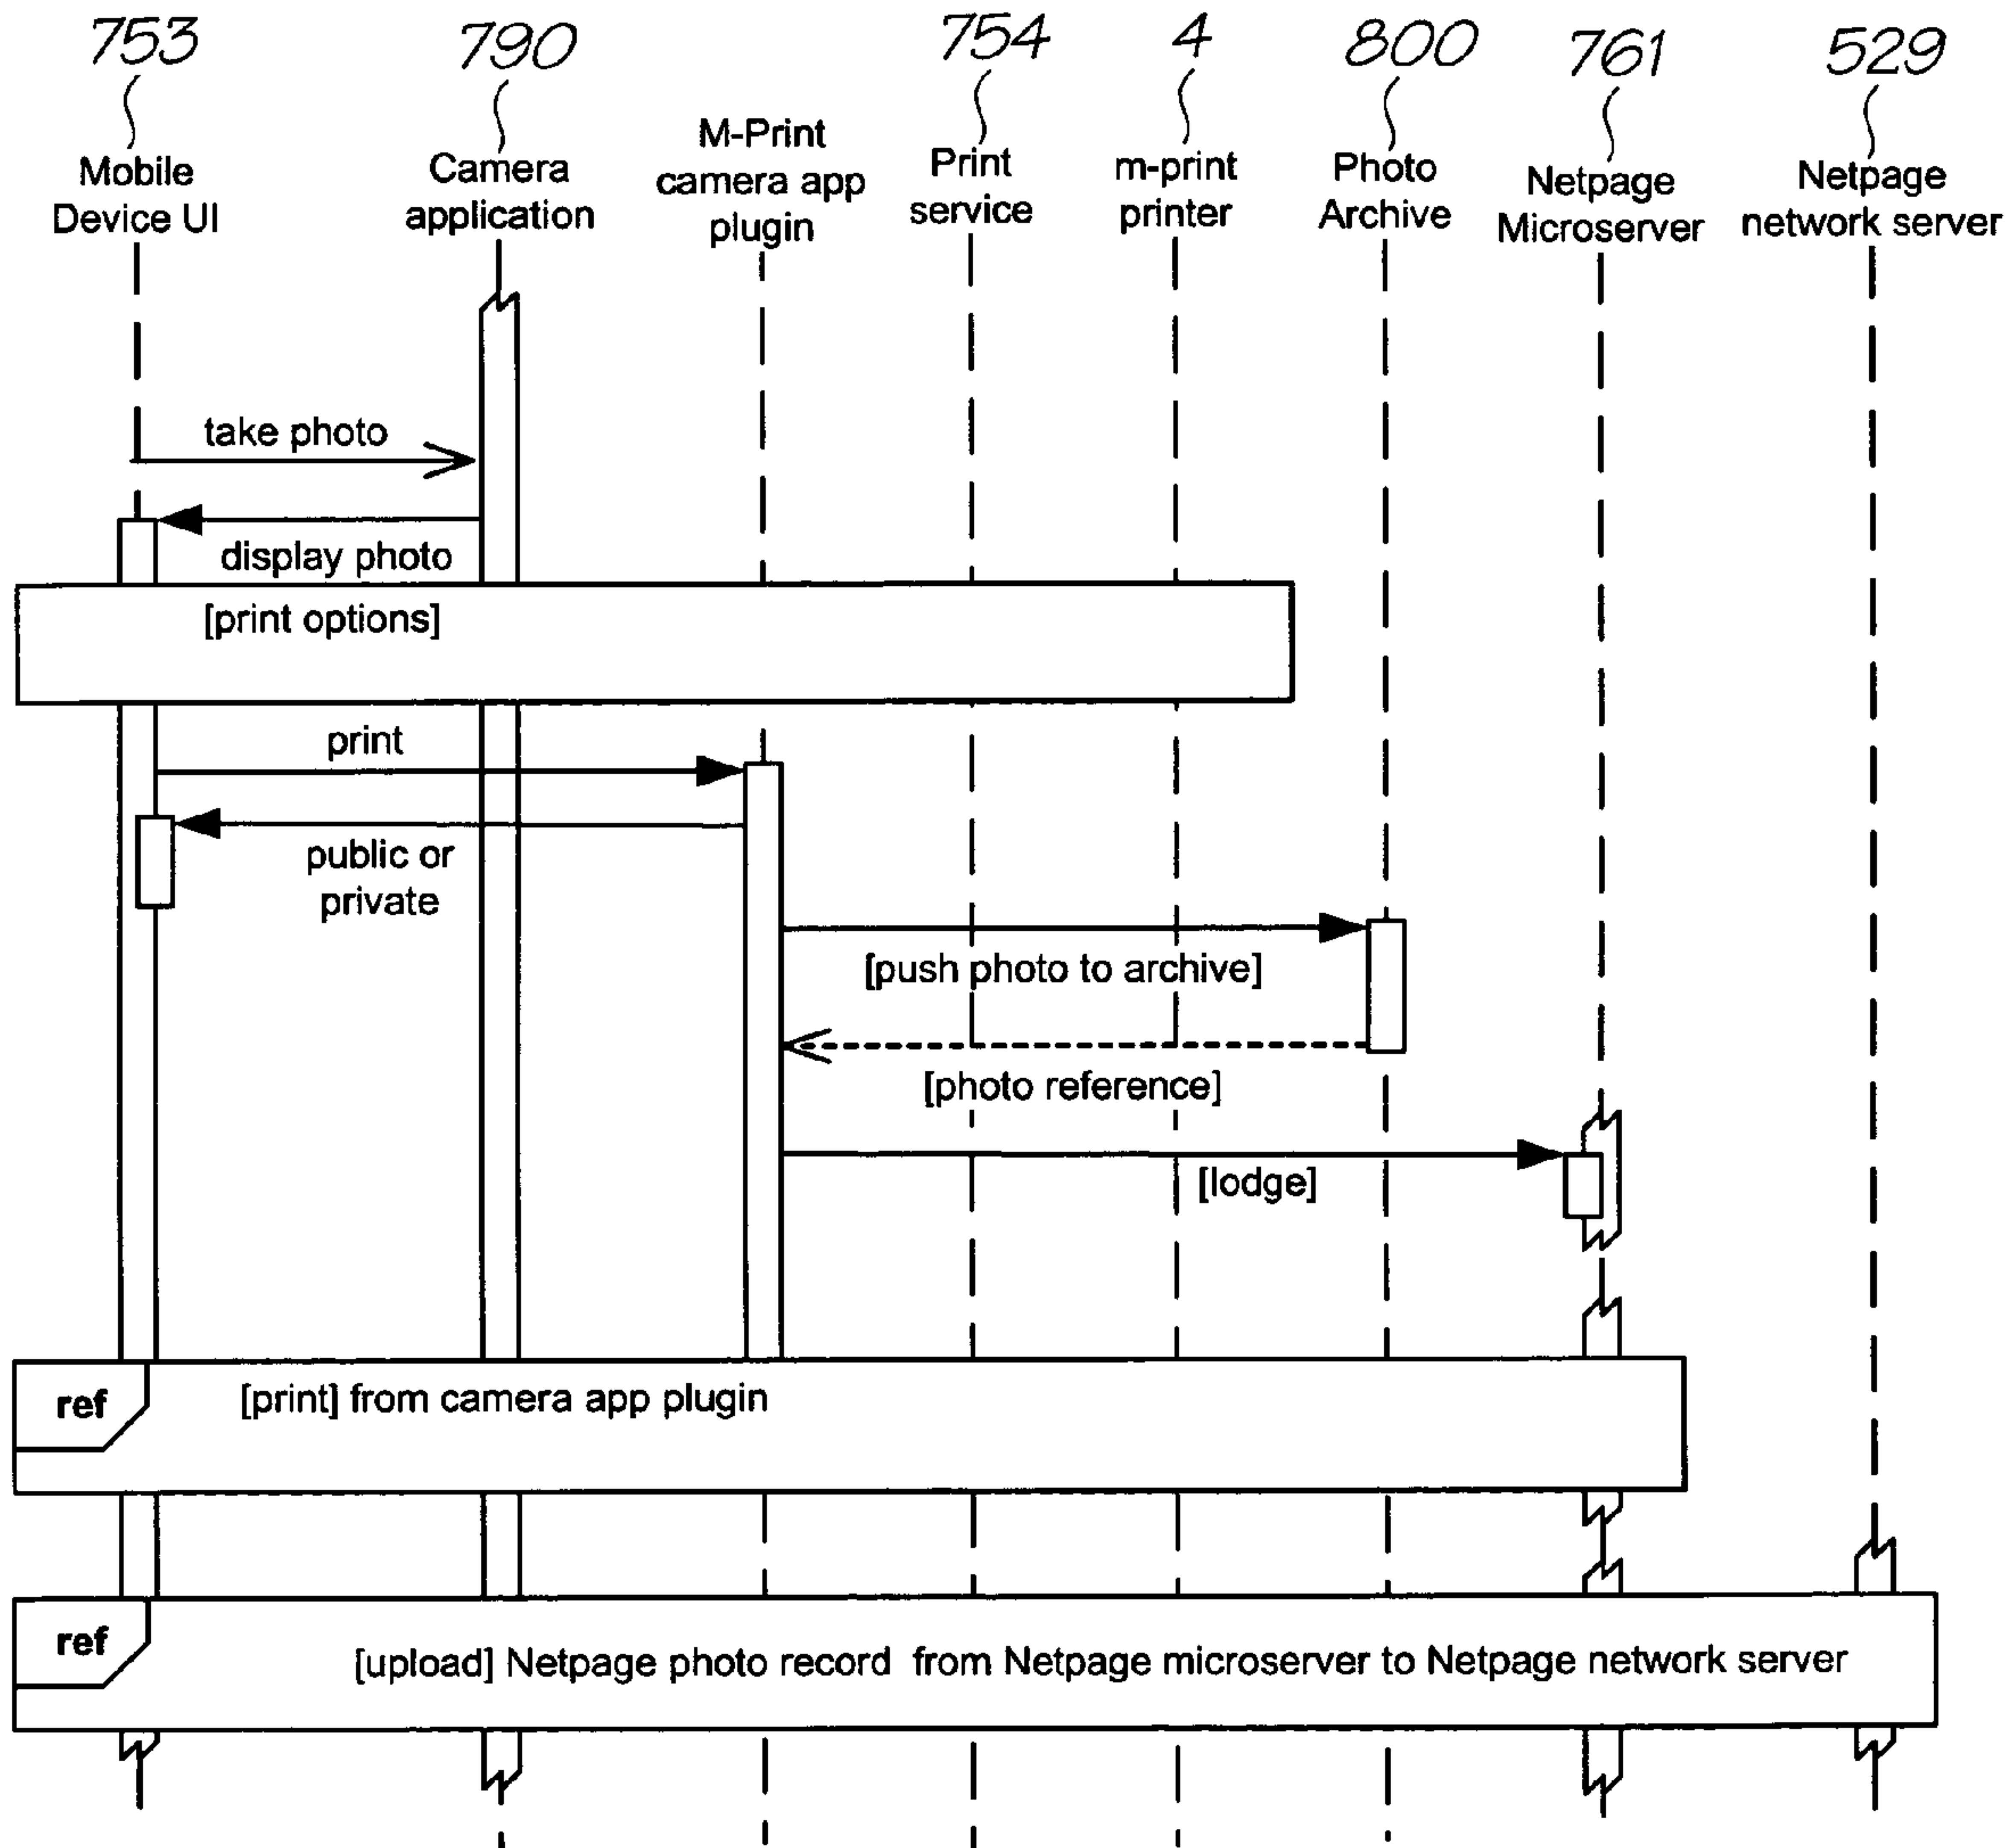 753
790
754
4
800
761
529
Mobile
Device UI
Camera
application
M-Print
camera app
plugin
Print
service
m-print
printer
Photo
Archive
Netpage
Microserver
Netpage
network server
take photo
display photo
[print options]
print
public or
private
[push photo to archive]
[photo reference]
[lodge]
ref
[print] from camera app plugin
ref
[upload] Netpage photo record from Netpage microserver to Netpage network server